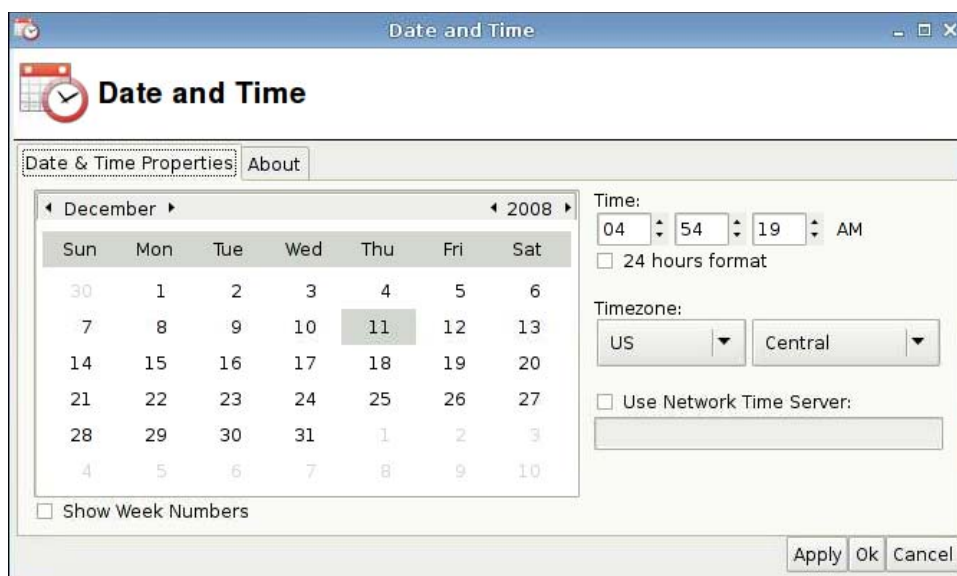 Date and Time
Date and Time
Date & Time Properties About
December 2008
Sun Mon Tue Wed Thu Fri Sat
30 1 2 3 4 5 6
7 8 9 10 11 12 13
14 15 16 17 18 19 20
21 22 23 24 25 26 27
28 29 30 31 1 2 3
4 5 6 7 8 9 10
Show Week Numbers
Time:
04 54 19 AM
24 hours format
Timezone:
US Central
Use Network Time Server:
Apply Ok Cancel